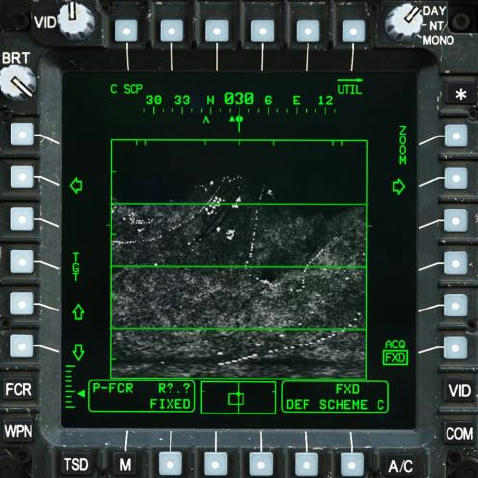 VID
DAY
NT
MONO
BRT
C SCP
UTIL
30 33 N 030 6 E 12
*
ZOOM
TGT
ACQ
FXD
P-FCR R?.?
FIXED
FXD
DEF SCHEME C
FCR
VID
WPN
COM
TSD
M
A/C